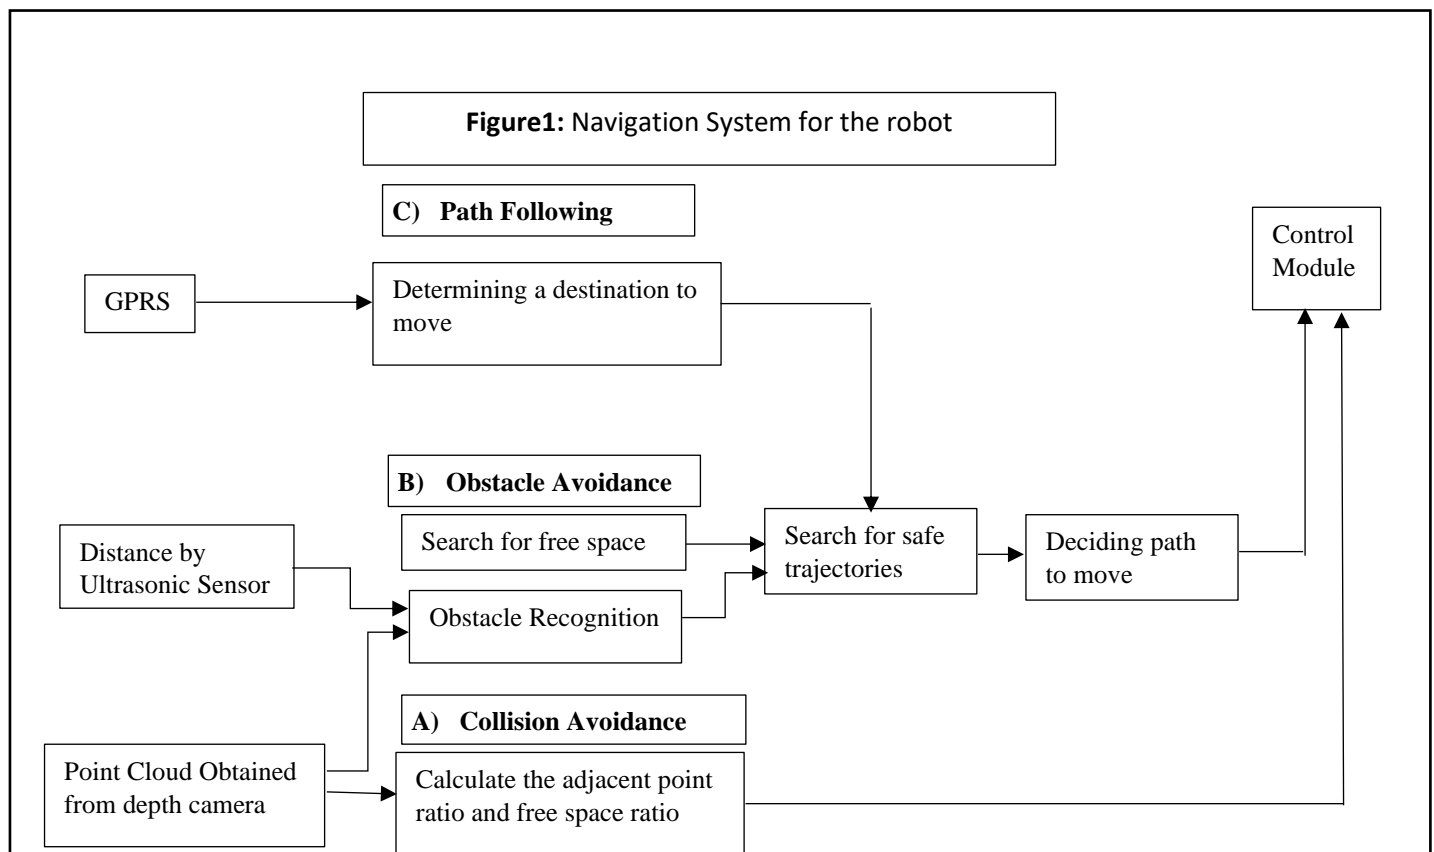 Figure1: Navigation System for the robot
C) Path Following
Control
Module
GPRS
Determining a destination to
move
B) Obstacle Avoidance
Distance by
Ultrasonic Sensor
Search for free space
Search for safe
trajectories
Deciding path
to move
Obstacle Recognition
A) Collision Avoidance
Point Cloud Obtained
from depth camera
Calculate the adjacent point
ratio and free space ratio